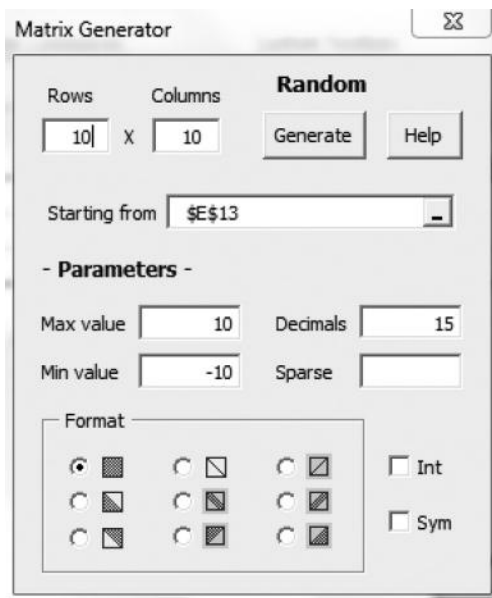 Matrix Generator
Rows Columns Random
10 X 10 Generate Help
Starting from $E$13
- Parameters -
Max value 10 Decimals 15
Min value -10 Sparse
Format
Int
Sym